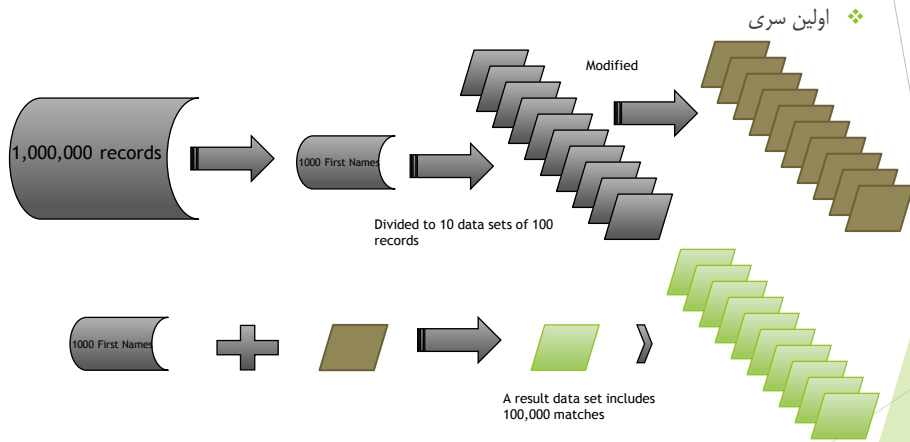 اولین سری
Modified
1,000,000 records
1000 First Names
Divided to 10 data sets of 100
records
1000 First Names
A result data set includes
100,000 matches